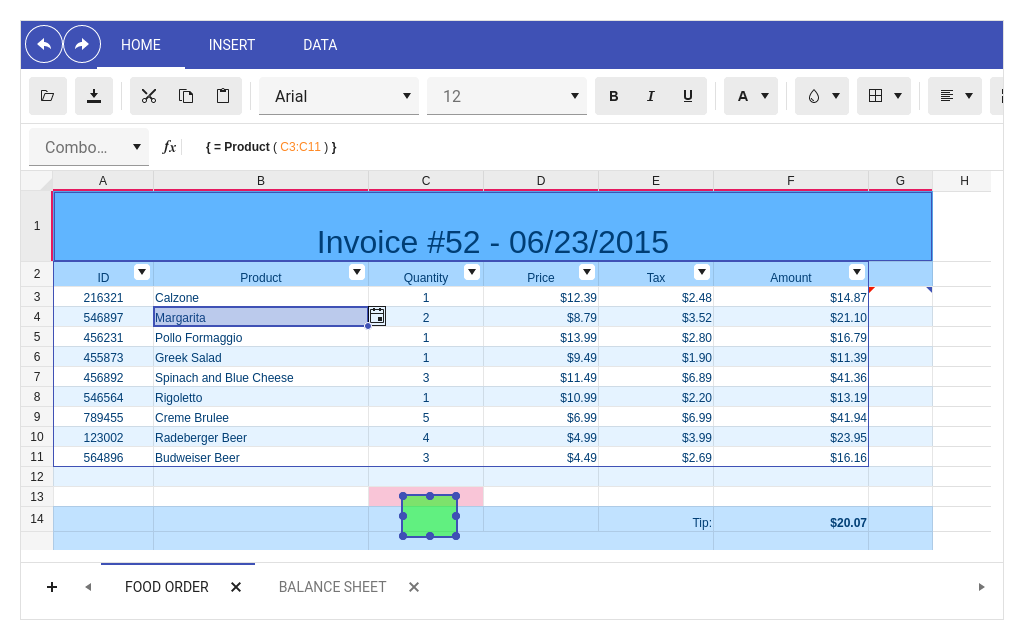 HOME INSERT DATA
Arial 12 B I U A
Combo... fx { = Product ( C3:C11 ) }
A B C D E F G H
1 Invoice #52 - 06/23/2015
2 ID Product Quantity Price Tax Amount
3 216321 Calzone 1 $12.39 $2.48 $14.87
4 546897 Margarita 2 $8.79 $3.52 $21.10
5 456231 Pollo Formaggio 1 $13.99 $2.80 $16.79
6 455873 Greek Salad 1 $9.49 $1.90 $11.39
7 456892 Spinach and Blue Cheese 3 $11.49 $6.89 $41.36
8 546564 Rigoletto 1 $10.99 $2.20 $13.19
9 789455 Creme Brulee 5 $6.99 $6.99 $41.94
10 123002 Radeberger Beer 4 $4.99 $3.99 $23.95
11 564896 Budweiser Beer 3 $4.49 $2.69 $16.16
12
13
14 Tip: $20.07
FOOD ORDER BALANCE SHEET